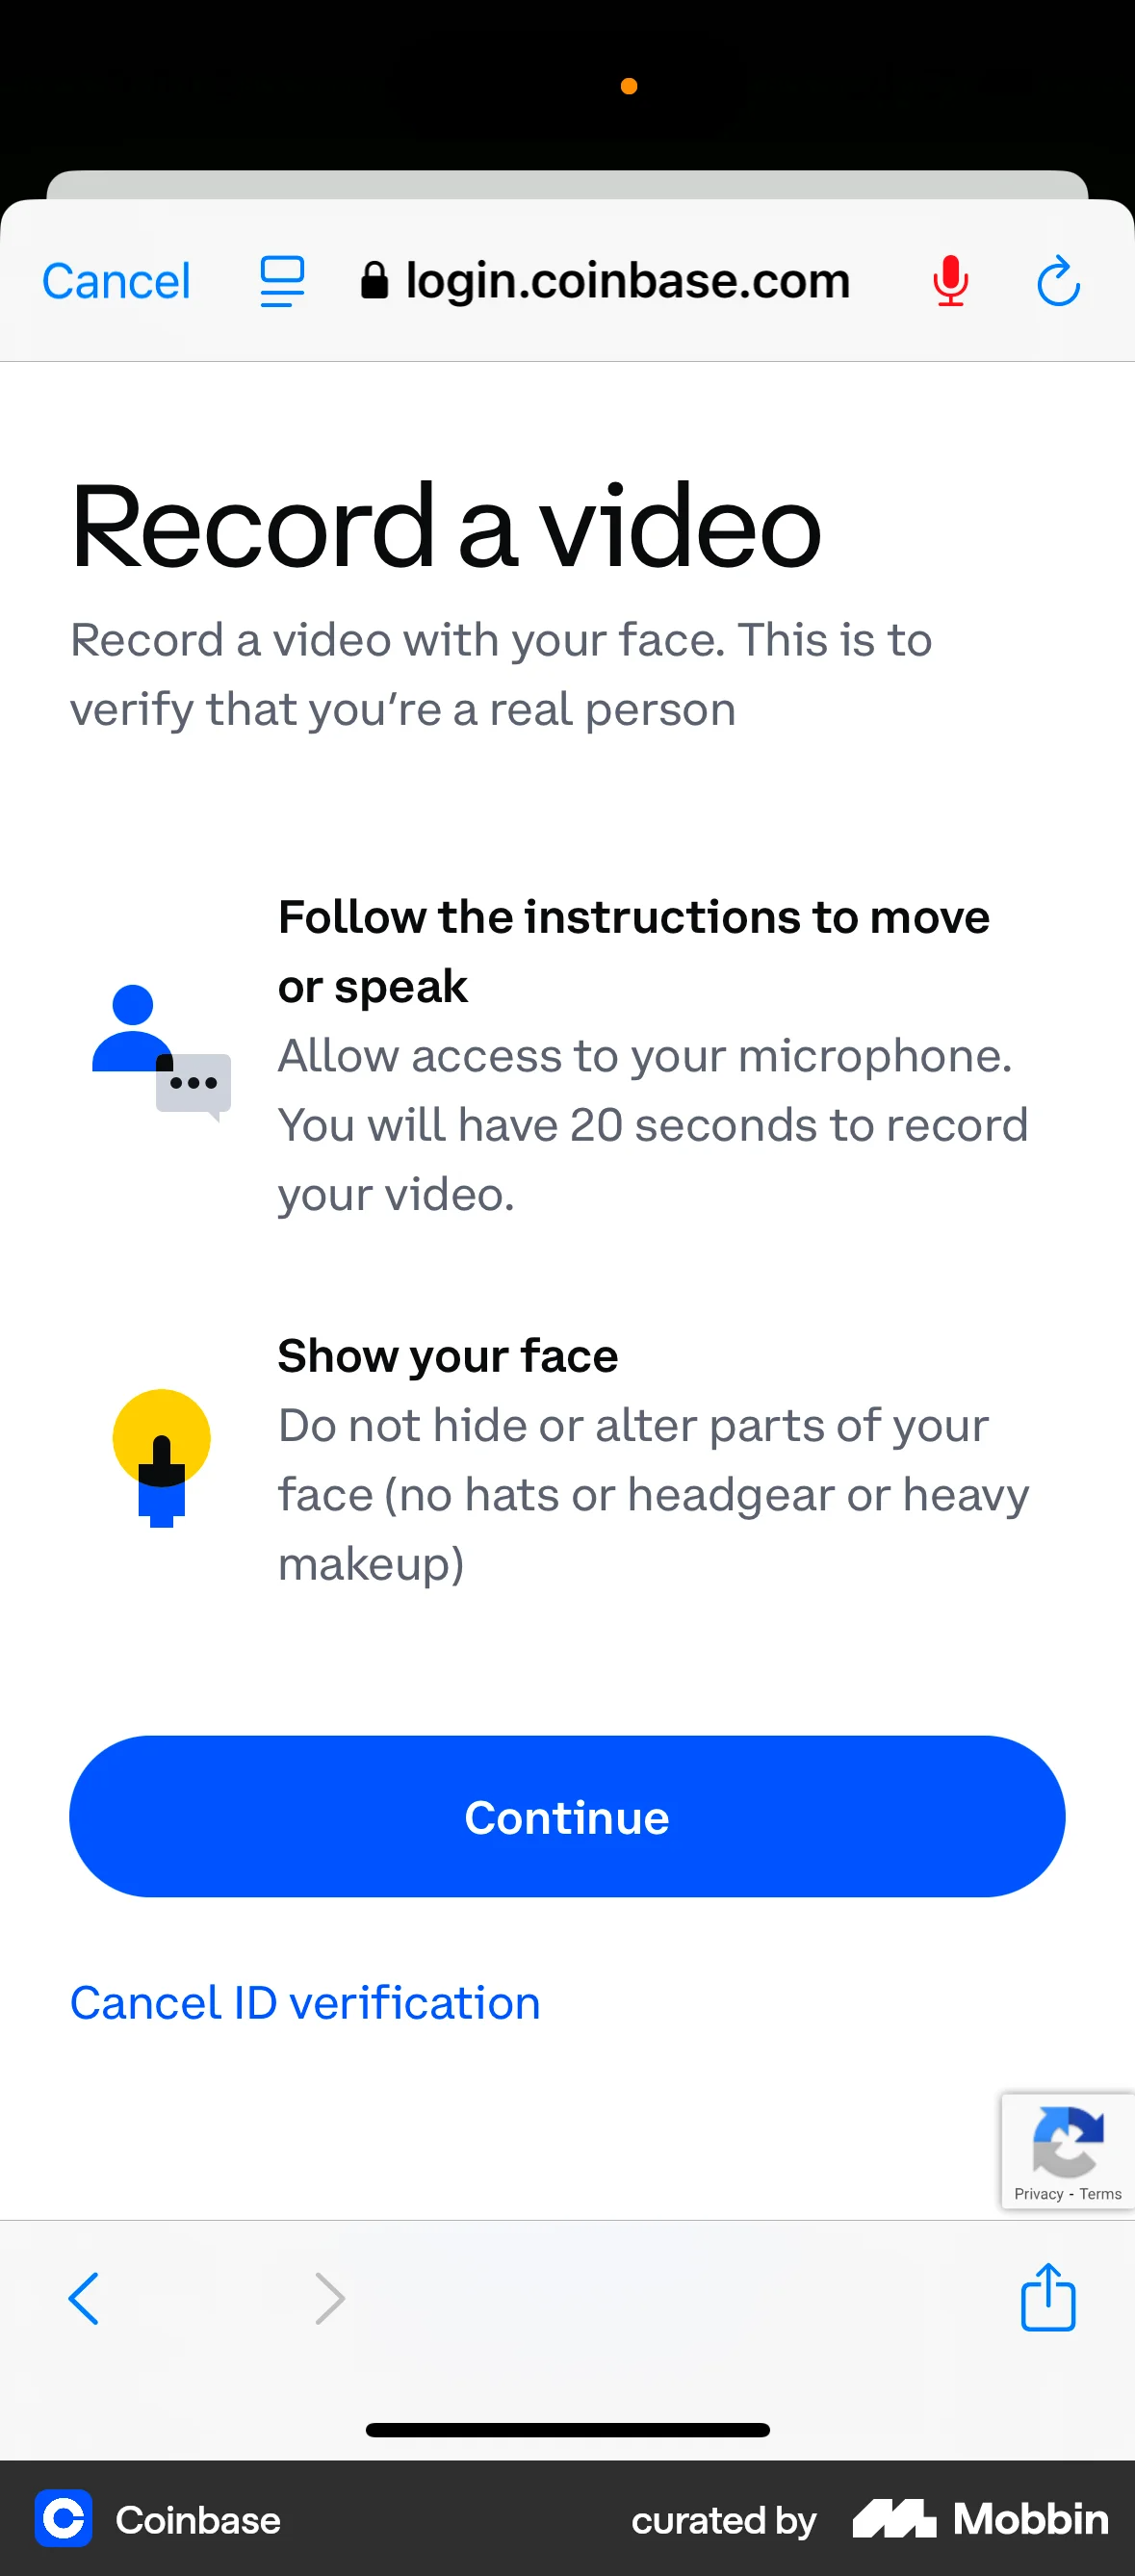 Cancel login.coinbase.com
Record a video
Record a video with your face. This is to
verify that you’re a real person
Follow the instructions to move
or speak
Allow access to your microphone.
You will have 20 seconds to record
your video.
Show your face
Do not hide or alter parts of your
face (no hats or headgear or heavy
makeup)
Continue
Cancel ID verification
Privacy - Terms
Coinbase curated by Mobbin